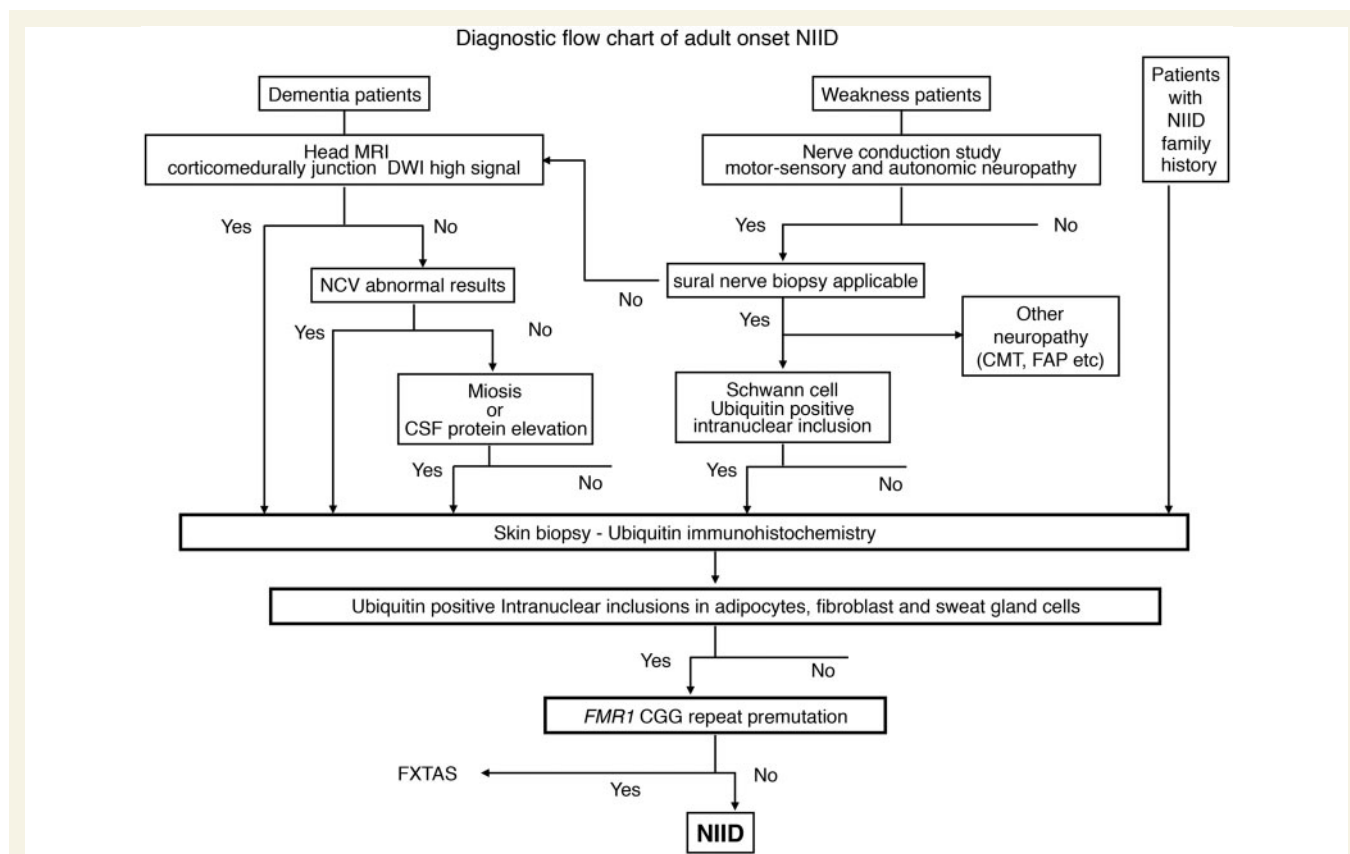 Diagnostic flow chart of adult onset NIID
Dementia patients
Weakness patients
Patients
with
NIID
family
history
Head MRI
corticomedurally junction DWI high signal
Nerve conduction study
motor-sensory and autonomic neuropathy
Yes
No
Yes
No
NCV abnormal results
No
sural nerve biopsy applicable
Yes
No
Yes
Other
neuropathy
(CMT, FAP etc)
Miosis
or
CSF protein elevation
Schwann cell
Ubiquitin positive
intranuclear inclusion
Yes
No
Yes
No
Skin biopsy - Ubiquitin immunohistochemistry
Ubiquitin positive Intranuclear inclusions in adipocytes, fibroblast and sweat gland cells
Yes
No
FMR1 CGG repeat premutation
FXTAS
Yes
No
NIID